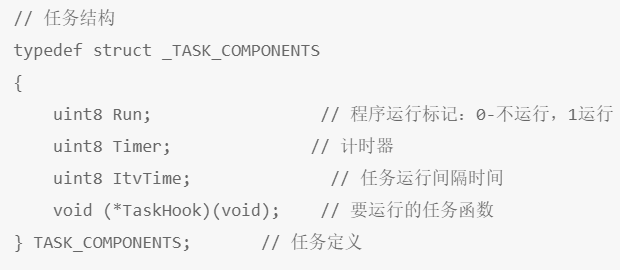 // 任务结构
typedef struct _TASK_COMPONENTS
{
    uint8 Run;                 // 程序运行标记：0-不运行，1运行
    uint8 Timer;              // 计时器
    uint8 ItvTime;              // 任务运行间隔时间
    void (*TaskHook)(void);    // 要运行的任务函数
} TASK_COMPONENTS;       // 任务定义